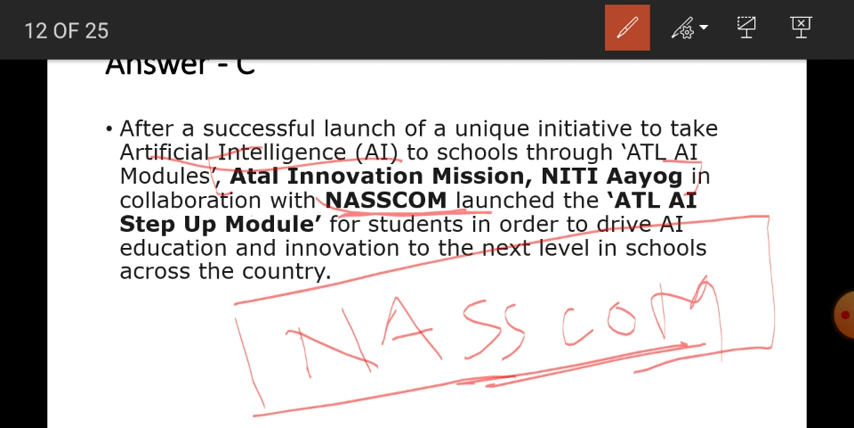 12 OF 25
Answer - C
• After a successful launch of a unique initiative to take
Artificial Intelligence (AI) to schools through ‘ATL AI
Modules’, Atal Innovation Mission, NITI Aayog in
collaboration with NASSCOM launched the ‘ATL AI
Step Up Module’ for students in order to drive AI
education and innovation to the next level in schools
across the country.
NASSCOM